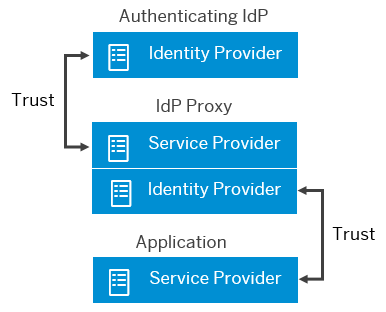 Authenticating IdP
Identity Provider
Trust
IdP Proxy
Service Provider
Identity Provider
Trust
Application
Service Provider